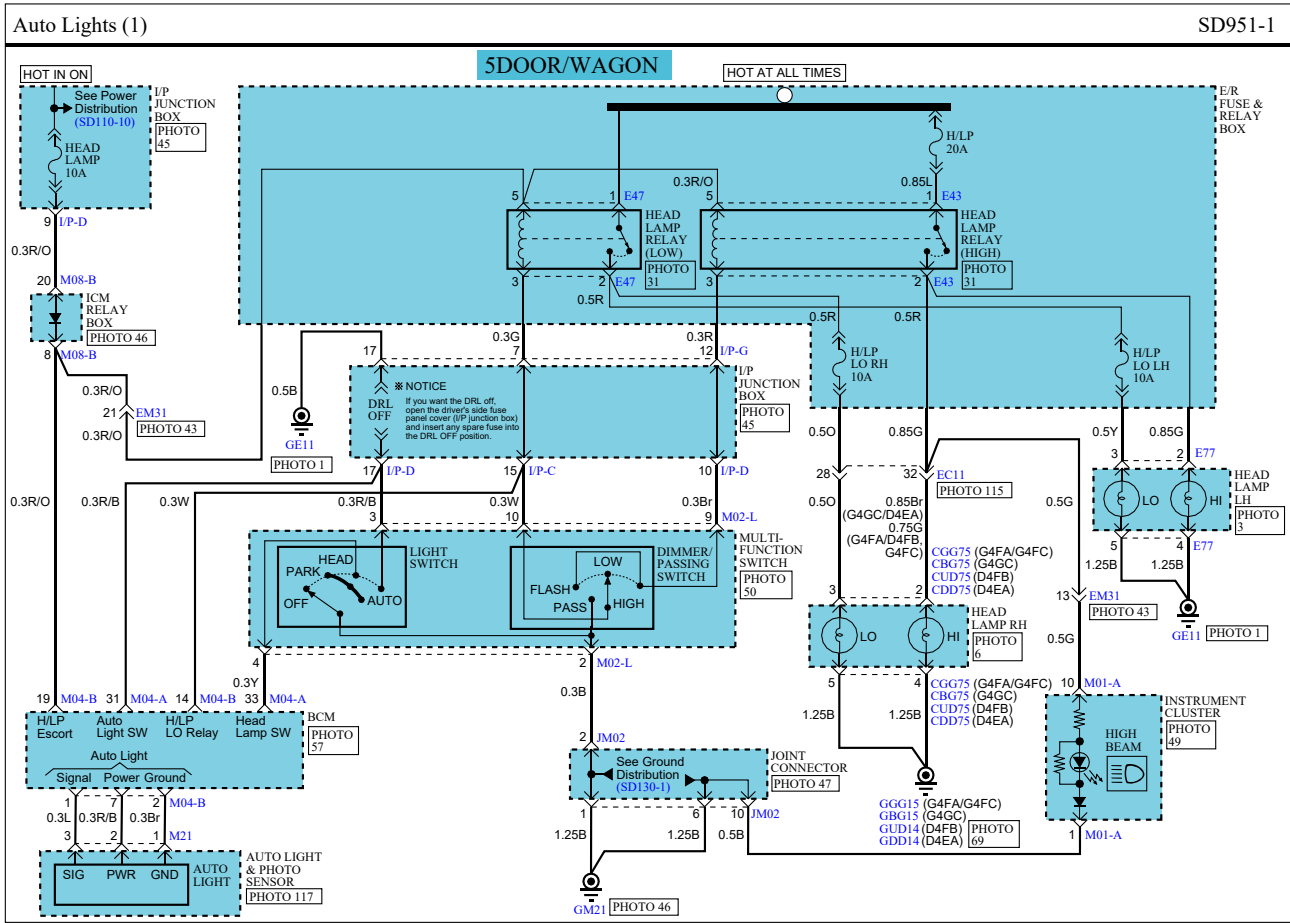 Auto Lights (1)
SD951-1
5DOOR/WAGON
HOT IN ON
HOT AT ALL TIMES
See Power
Distribution
(SD110-10)
I/P
JUNCTION
BOX
PHOTO
45
HEAD
LAMP
10A
E/R
FUSE &
RELAY
BOX
H/LP
20A
9 I/P-D
0.3R/O
5
1 E47
0.3R/O
5
0.85L
1 E43
HEAD
LAMP
RELAY
(LOW)
PHOTO
31
HEAD
LAMP
RELAY
(HIGH)
PHOTO
31
3
2 E47
3
2 E43
0.5R
0.5R
0.5R
20 M08-B
ICM
RELAY
BOX
PHOTO 46
8 M08-B
0.3R/O
21 EM31
PHOTO 43
0.3R/O
0.5B
GE11
PHOTO 1
17
0.3G
7
0.3R
12 I/P-G
DRL
OFF
※ NOTICE
If you want the DRL off,
open the driver's side fuse
panel cover (I/P junction box)
and insert any spare fuse into
the DRL OFF position.
I/P
JUNCTION
BOX
PHOTO
45
H/LP
LO RH
10A
H/LP
LO LH
10A
17 I/P-D
15 I/P-C
10 I/P-D
0.5O
0.85G
0.5Y
0.85G
28
32 EC11
PHOTO 115
3
2 E77
0.3R/O
0.3R/B
0.3W
0.3R/B
0.3W
0.3Br
3
10
9 M02-L
0.5O
0.85Br
(G4GC/D4EA)
0.75G
(G4FA/D4FB,
G4FC)
0.5G
LO
HI
HEAD
LAMP
LH
PHOTO
3
5
4 E77
1.25B
1.25B
LIGHT
SWITCH
HEAD
PARK
OFF
AUTO
DIMMER/
PASSING
SWITCH
LOW
FLASH
PASS
HIGH
MULTI-
FUNCTION
SWITCH
PHOTO
50
CGG75 (G4FA/G4FC)
CBG75 (G4GC)
CUD75 (D4FB)
CDD75 (D4EA)
3
2
HEAD
LAMP RH
PHOTO
6
LO
HI
13 EM31
PHOTO 43
GE11 PHOTO 1
4
2 M02-L
0.3Y
0.3B
5
4
CGG75 (G4FA/G4FC)
CBG75 (G4GC)
CUD75 (D4FB)
CDD75 (D4EA)
1.25B
1.25B
0.5G
10 M01-A
19 M04-B
31 M04-A
14 M04-B
33 M04-A
H/LP
Escort
Auto
Light SW
H/LP
LO Relay
Head
Lamp SW
BCM
PHOTO
57
Auto Light
Signal
Power
Ground
INSTRUMENT
CLUSTER
PHOTO
49
HIGH
BEAM
2 JM02
See Ground
Distribution
(SD130-1)
JOINT
CONNECTOR
PHOTO 47
1
6
10 JM02
1
7
2 M04-B
0.3L
0.3R/B
0.3Br
3
2
1 M21
1.25B
1.25B
0.5B
GGG15 (G4FA/G4FC)
GBG15 (G4GC)
GUD14 (D4FB)
GDD14 (D4EA)
PHOTO
69
1 M01-A
SIG
PWR
GND
AUTO
LIGHT
AUTO LIGHT
& PHOTO
SENSOR
PHOTO 117
GM21 PHOTO 46